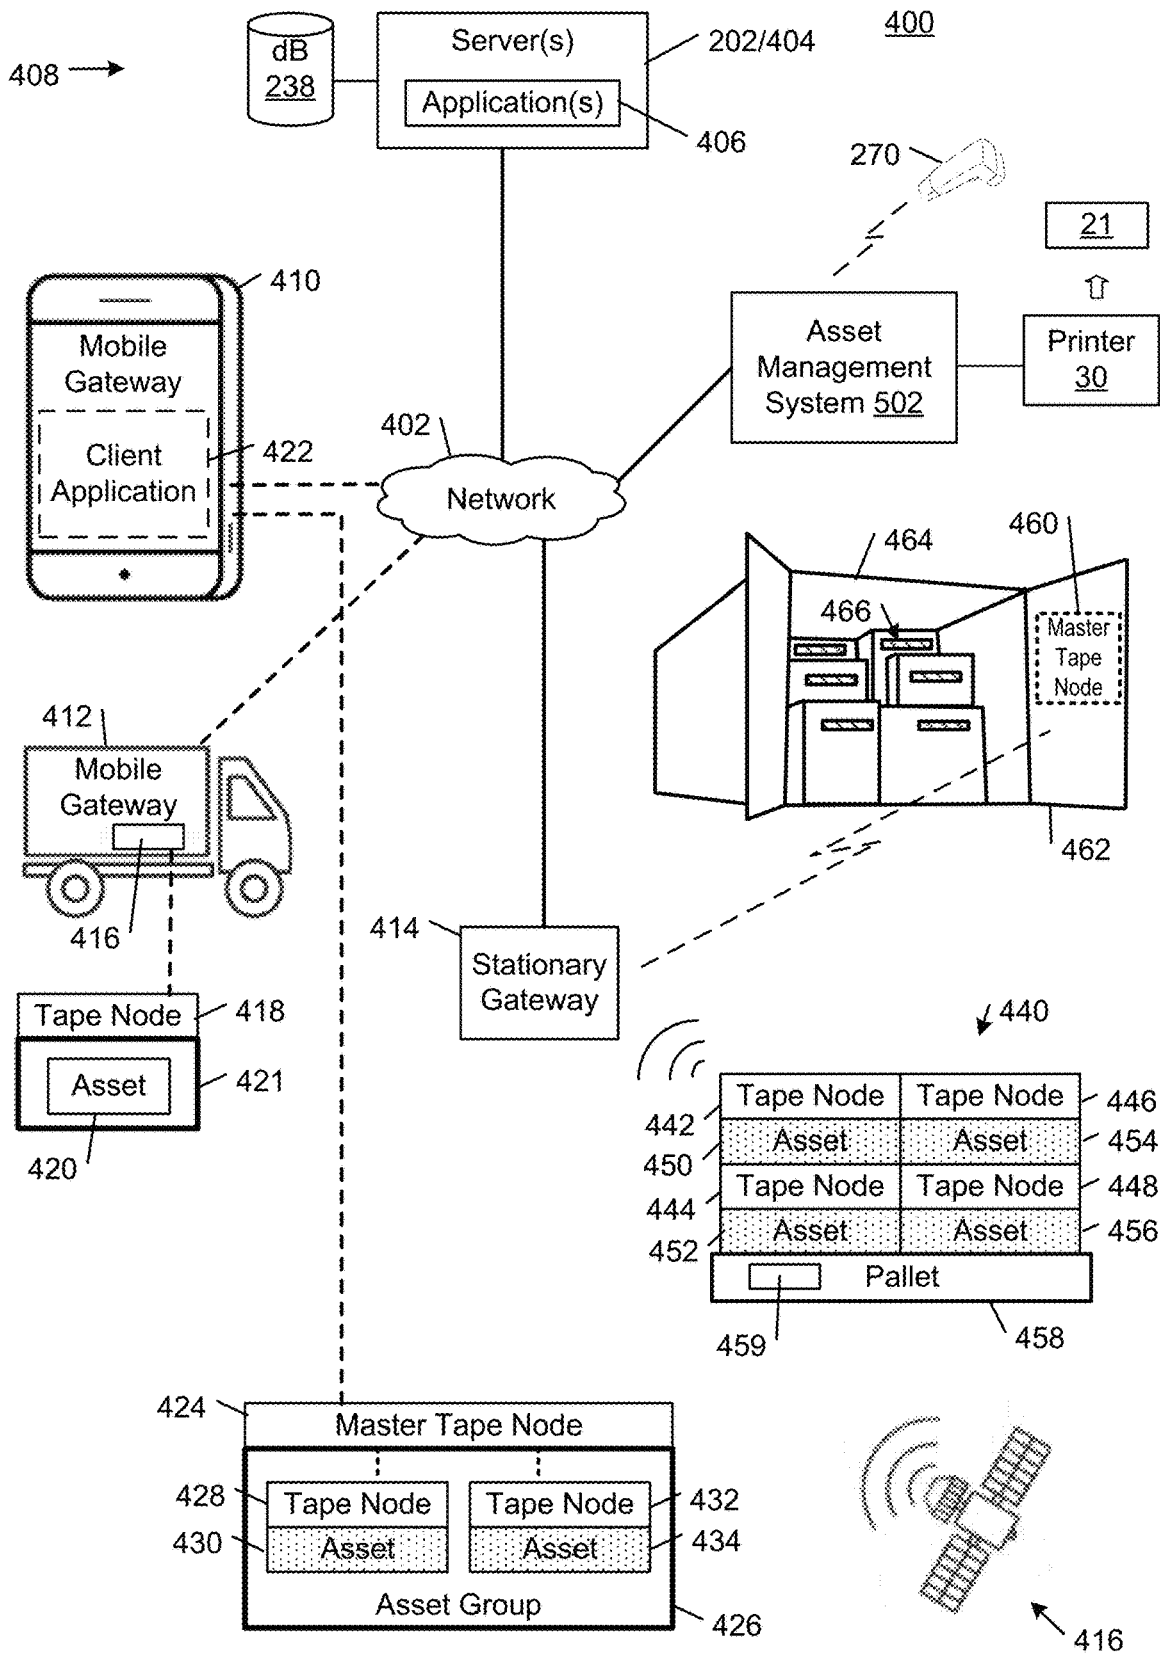 400
408
dB
238
Server(s)
Application(s)
202/404
406
270
21
Printer
30
Asset
Management
System 502
410
Mobile
Gateway
Client
Application
422
402
Network
464
460
466
Master
Tape
Node
462
412
Mobile
Gateway
416
414
Stationary
Gateway
Tape Node
418
Asset
421
420
440
Tape Node
Tape Node
442
446
Asset
Asset
450
454
Tape Node
Tape Node
444
448
Asset
Asset
452
456
Pallet
459
458
424
Master Tape Node
428
Tape Node
Tape Node
432
430
Asset
Asset
434
Asset Group
426
416